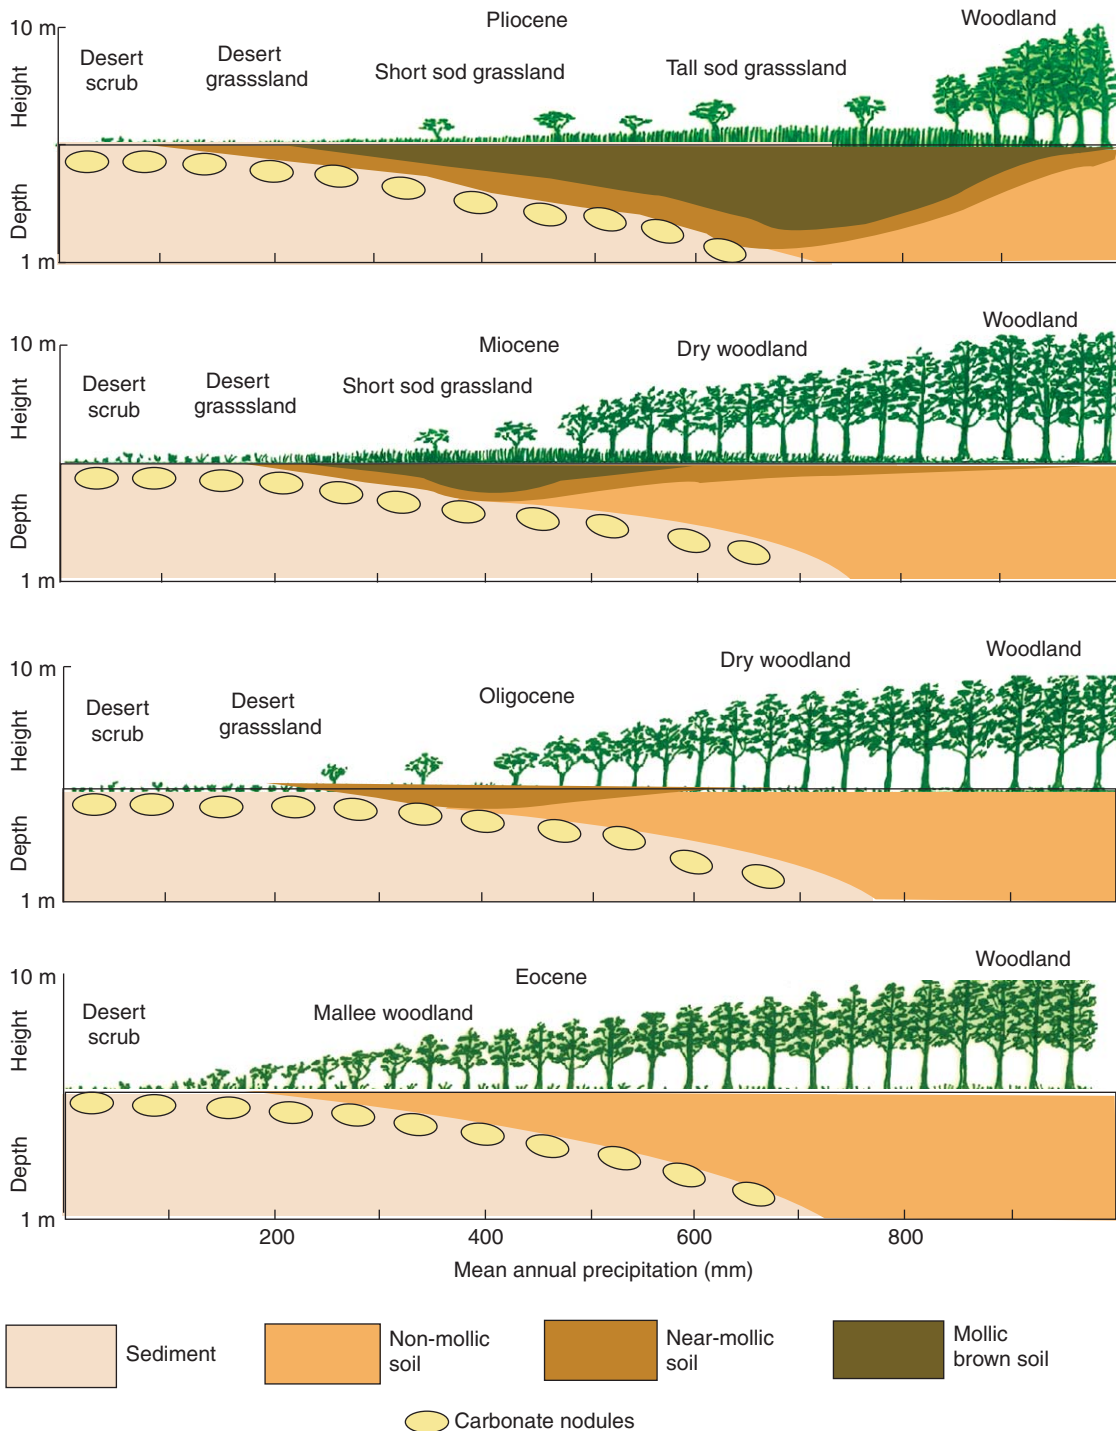 10 m
Pliocene
Woodland
Desert
scrub
Desert
grasssland
Short sod grassland
Tall sod grasssland
Height
Depth
1 m
10 m
Miocene
Dry woodland
Woodland
Desert
scrub
Desert
grasssland
Short sod grassland
Height
Depth
1 m
10 m
Oligocene
Dry woodland
Woodland
Desert
scrub
Desert
grasssland
Height
Depth
1 m
10 m
Eocene
Woodland
Desert
scrub
Mallee woodland
Height
Depth
1 m
200
400
600
800
Mean annual precipitation (mm)
Sediment
Non-mollic
soil
Near-mollic
soil
Mollic
brown soil
Carbonate nodules